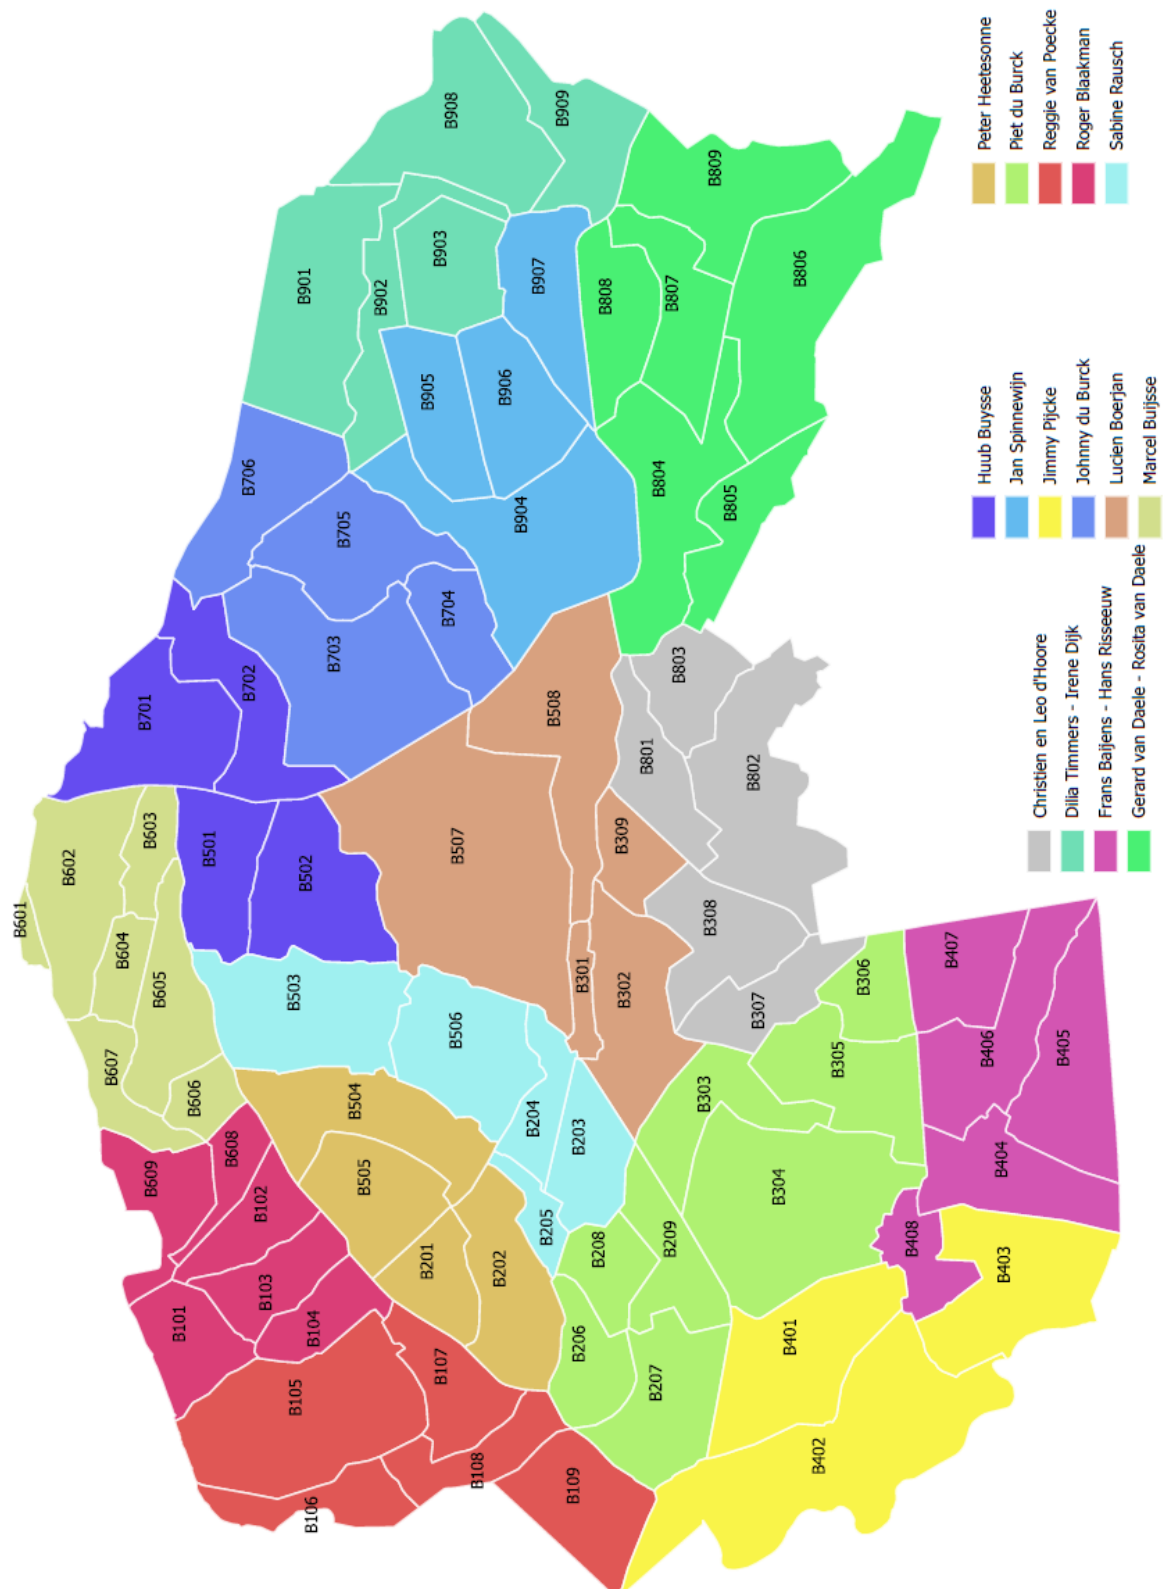 B908
B909
B901
B902
B903
B907
B905
B906
B904
B908
B809
B808
B807
B806
B804
B805
B706
B705
B704
B703
B702
B701
B501
B502
B503
B601
B602
B603
B604
B605
B606
B607
B608
B609
B508
B507
B506
B505
B504
B301
B302
B309
B308
B307
B801
B802
B803
B306
B305
B303
B304
B204
B203
B205
B202
B201
B208
B209
B206
B207
B101
B102
B103
B104
B105
B106
B107
B108
B109
B401
B402
B403
B404
B405
B406
B407
B408
Christien en Leo d'Hoore
Dilia Timmers - Irene Dijk
Frans Baijens - Hans Risseeuw
Gerard van Daele - Rosita van Daele
Huub Buysse
Jan Spinnewijn
Jimmy Pijcke
Johnny du Burck
Lucien Boerjan
Marcel Buijsse
Peter Heetesonne
Piet du Burck
Reggie van Poecke
Roger Blaakman
Sabine Rausch